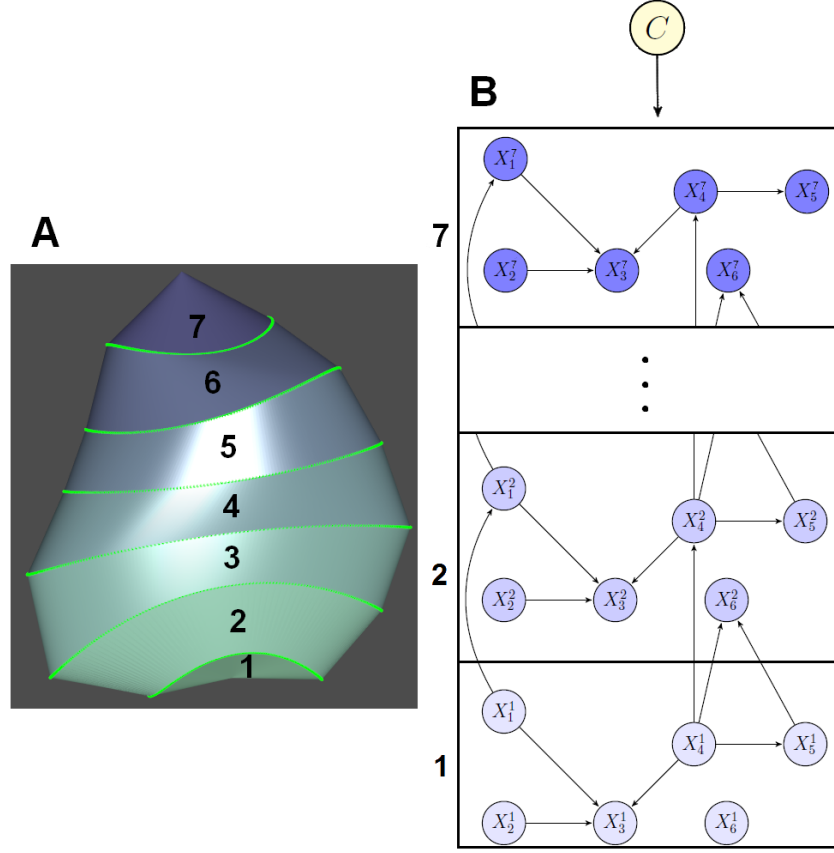 A
7
6
5
4
3
2
1
B
C
7
X_1^7
X_4^7
X_5^7
X_2^7
X_3^7
X_6^7
2
X_1^2
X_4^2
X_5^2
X_2^2
X_3^2
X_6^2
1
X_1^1
X_4^1
X_5^1
X_2^1
X_3^1
X_6^1